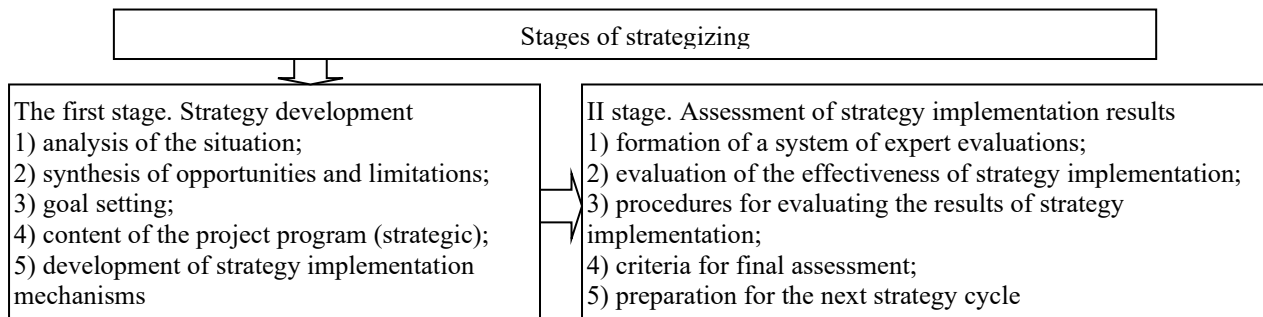 Stages of strategizing
The first stage. Strategy development
1) analysis of the situation;
2) synthesis of opportunities and limitations;
3) goal setting;
4) content of the project program (strategic);
5) development of strategy implementation
mechanisms
II stage. Assessment of strategy implementation results
1) formation of a system of expert evaluations;
2) evaluation of the effectiveness of strategy implementation;
3) procedures for evaluating the results of strategy
implementation;
4) criteria for final assessment;
5) preparation for the next strategy cycle